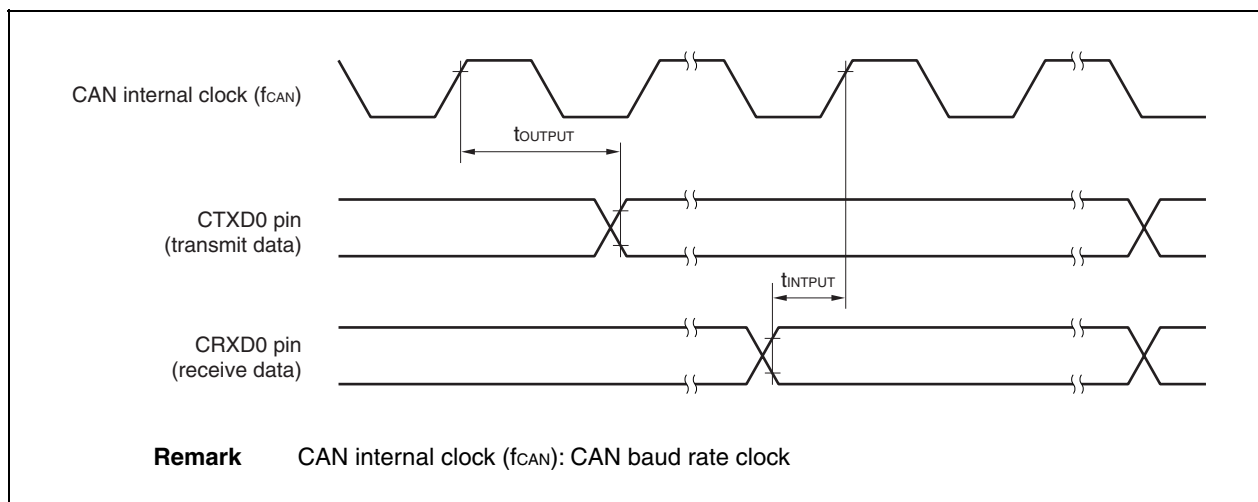 CAN internal clock (fCAN)
tOUTPUT
CTXD0 pin
(transmit data)
tINTPUT
CRXD0 pin
(receive data)
Remark CAN internal clock (fCAN): CAN baud rate clock